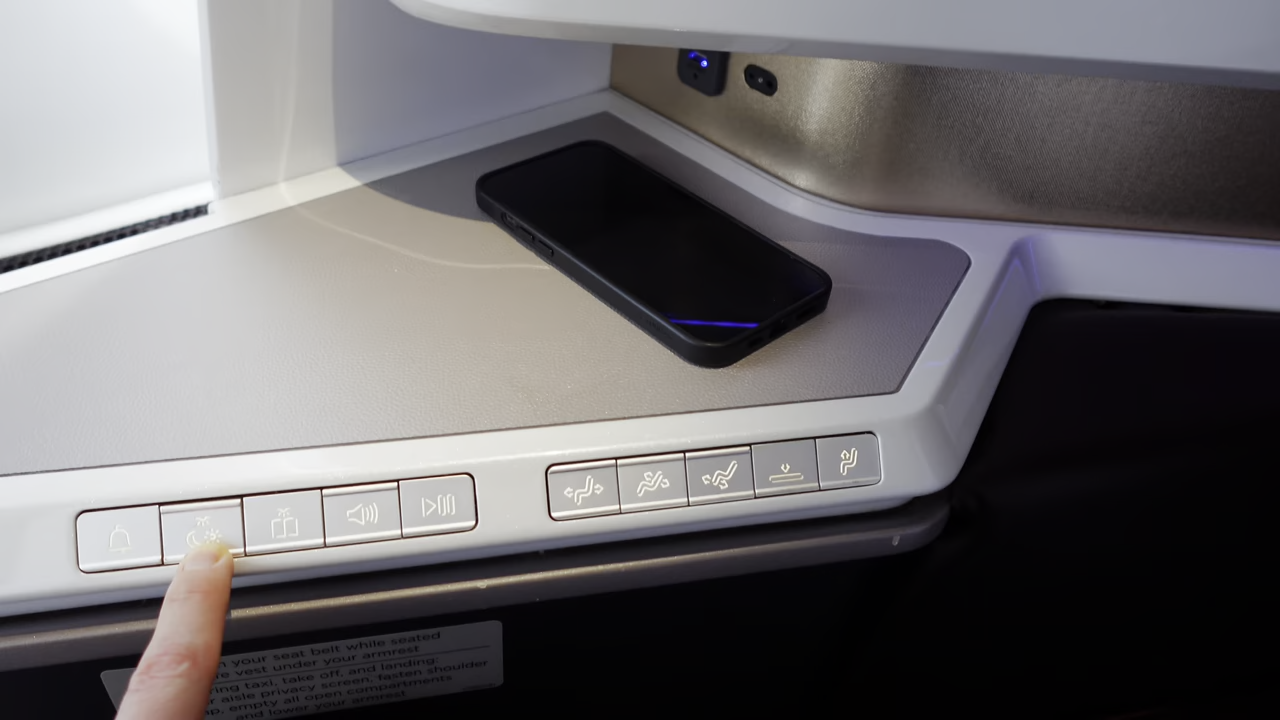 your seat belt while seated
vest under your armrest
taxi, take off, and landing:
aisle privacy screen, fasten shoulder
empty all open compartments
and lower your armrest